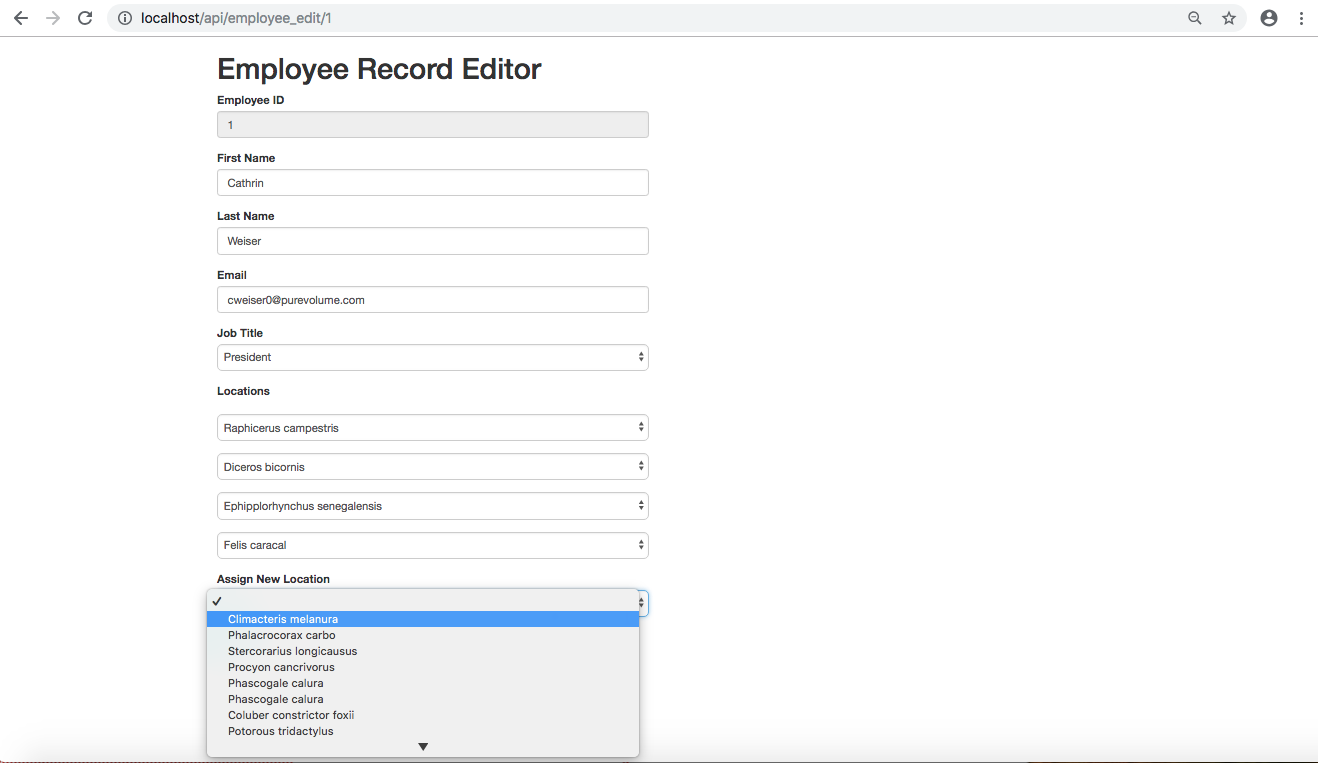 localhost/api/employee_edit/1
Employee Record Editor
Employee ID
1
First Name
Cathrin
Last Name
Weiser
Email
cweiser0@purevolume.com
Job Title
President
Locations
Raphicerus campestris
Diceros bicornis
Ephipplorhynchus senegalensis
Felis caracal
Assign New Location
Climacteris melanura
Phalacrocorax carbo
Stercorarius longicausus
Procyon cancrivorus
Phascogale calura
Phascogale calura
Coluber constrictor foxii
Potorous tridactylus